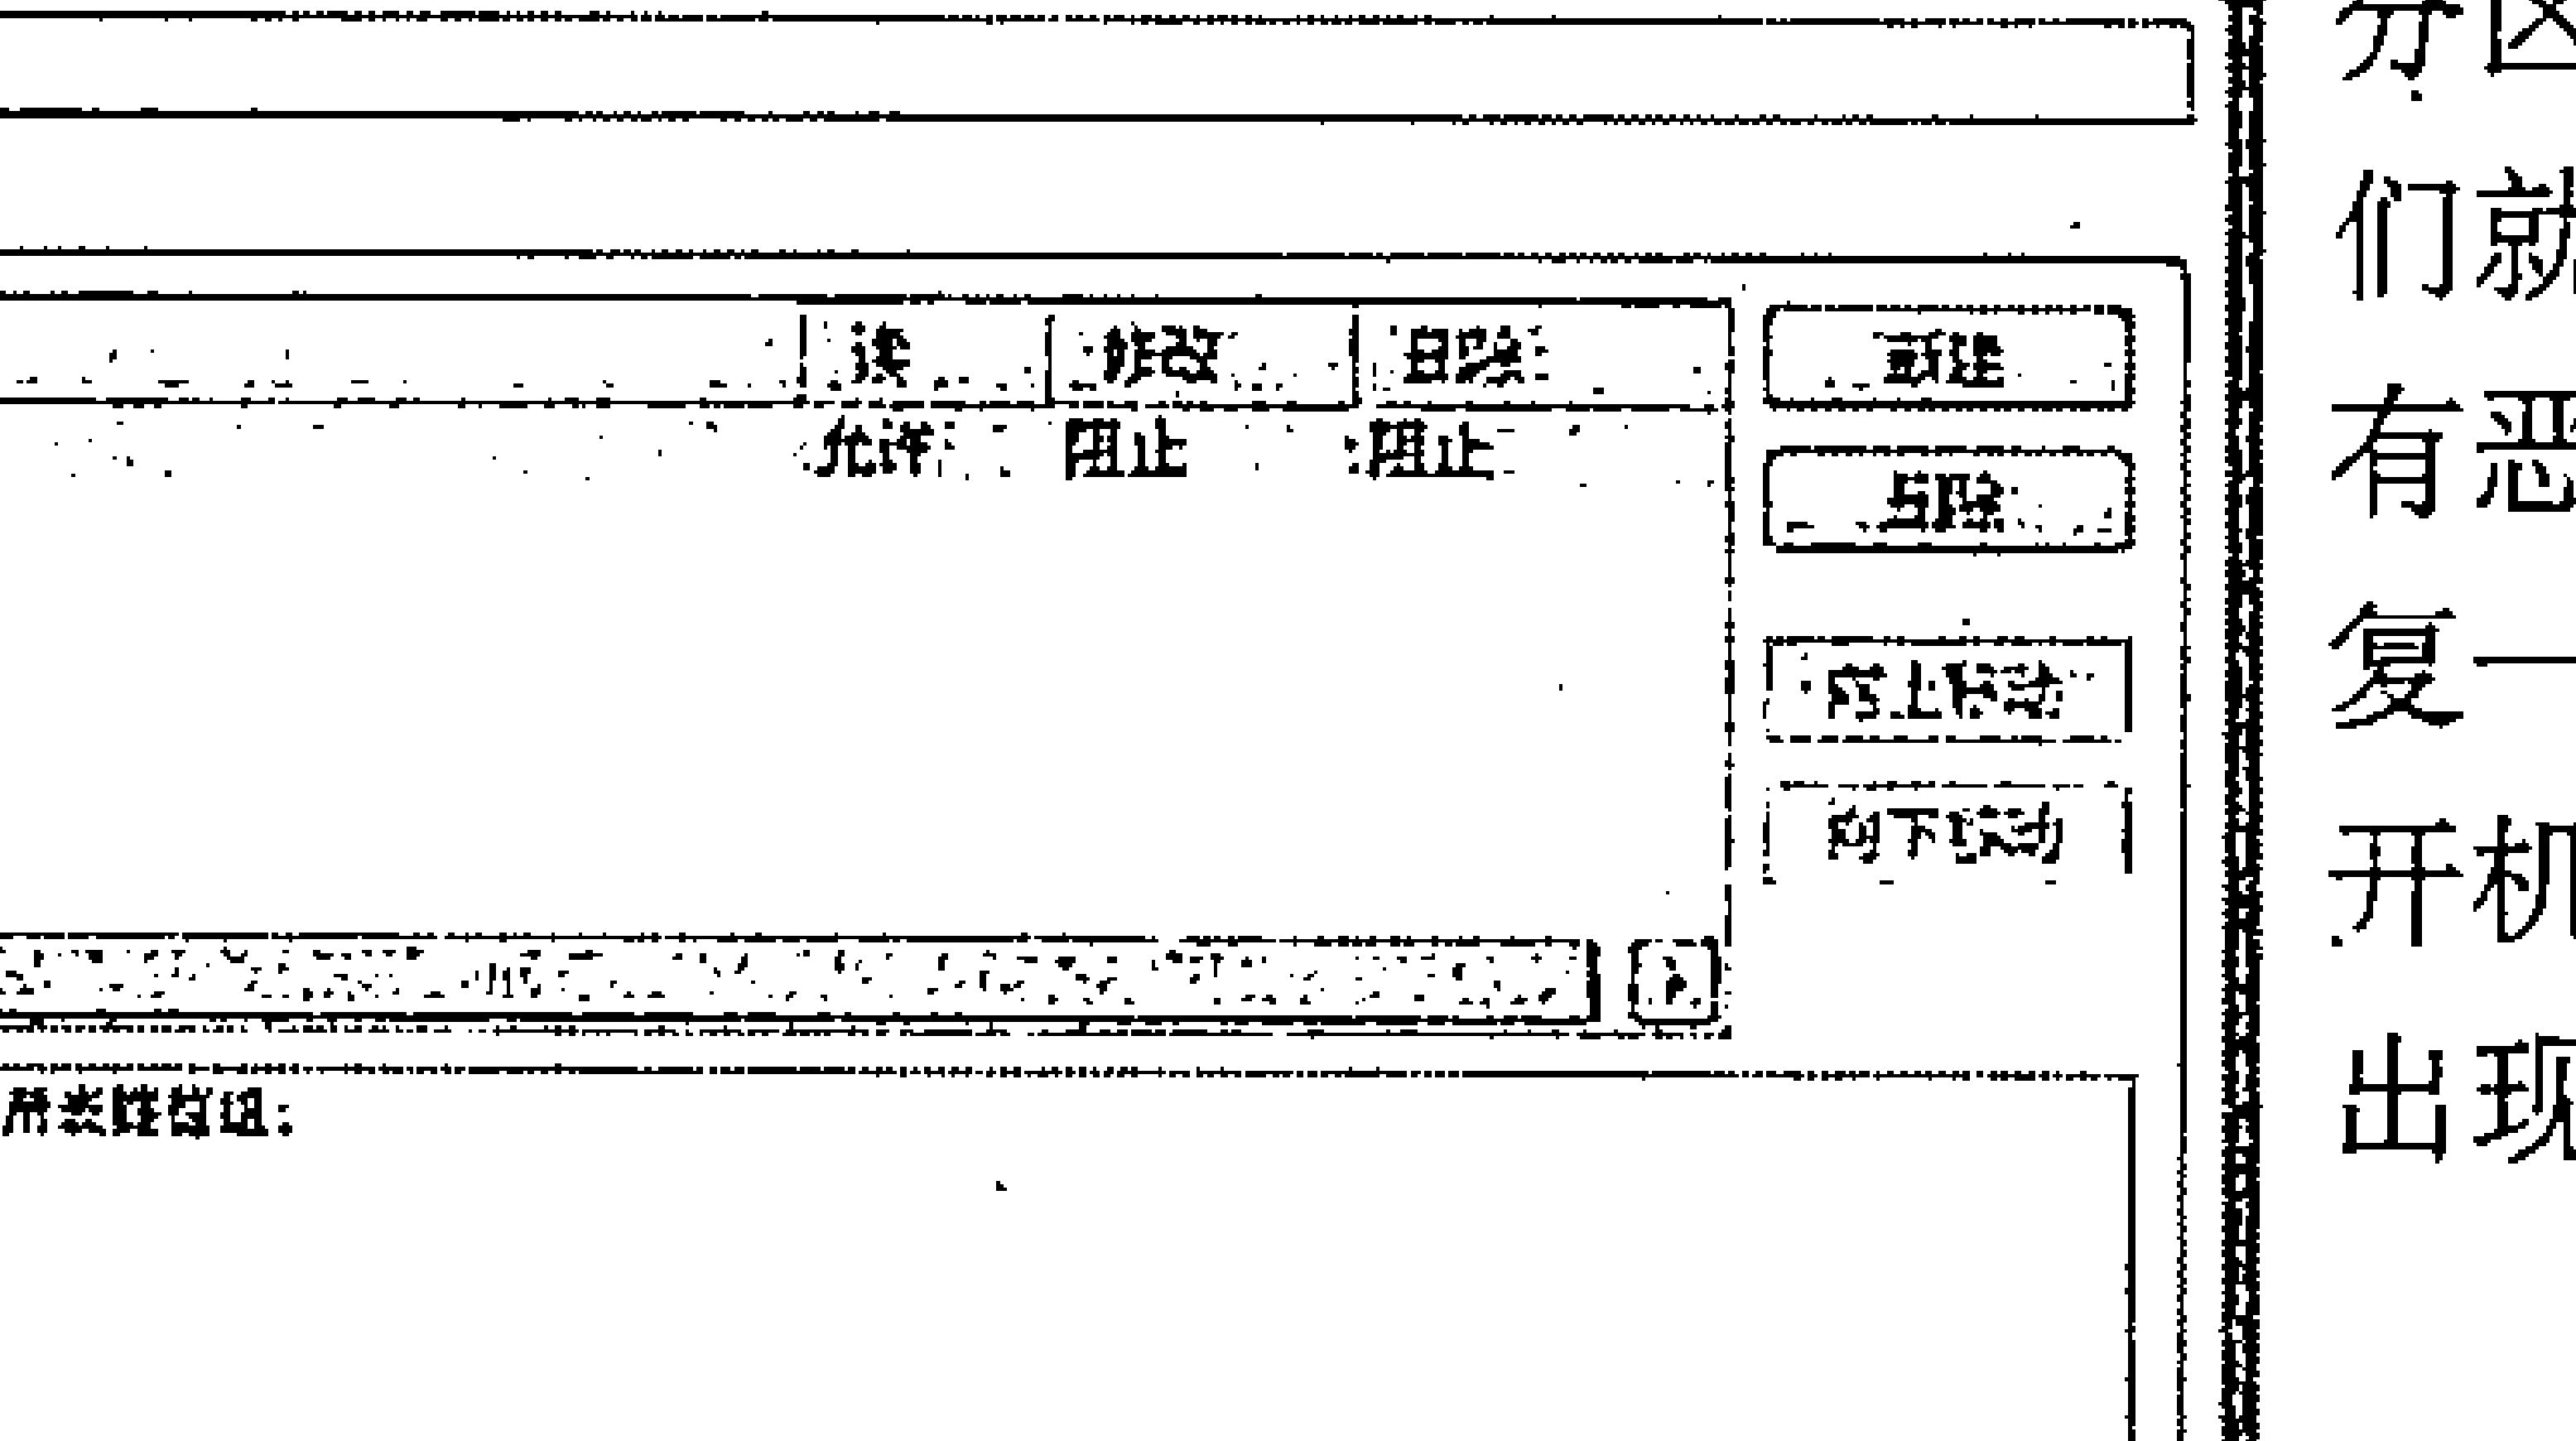 读 修改 删除
允许 阻止 阻止
新建
删除
向上移动
向下移动
分区
们就
有恶
复一
开机
出现